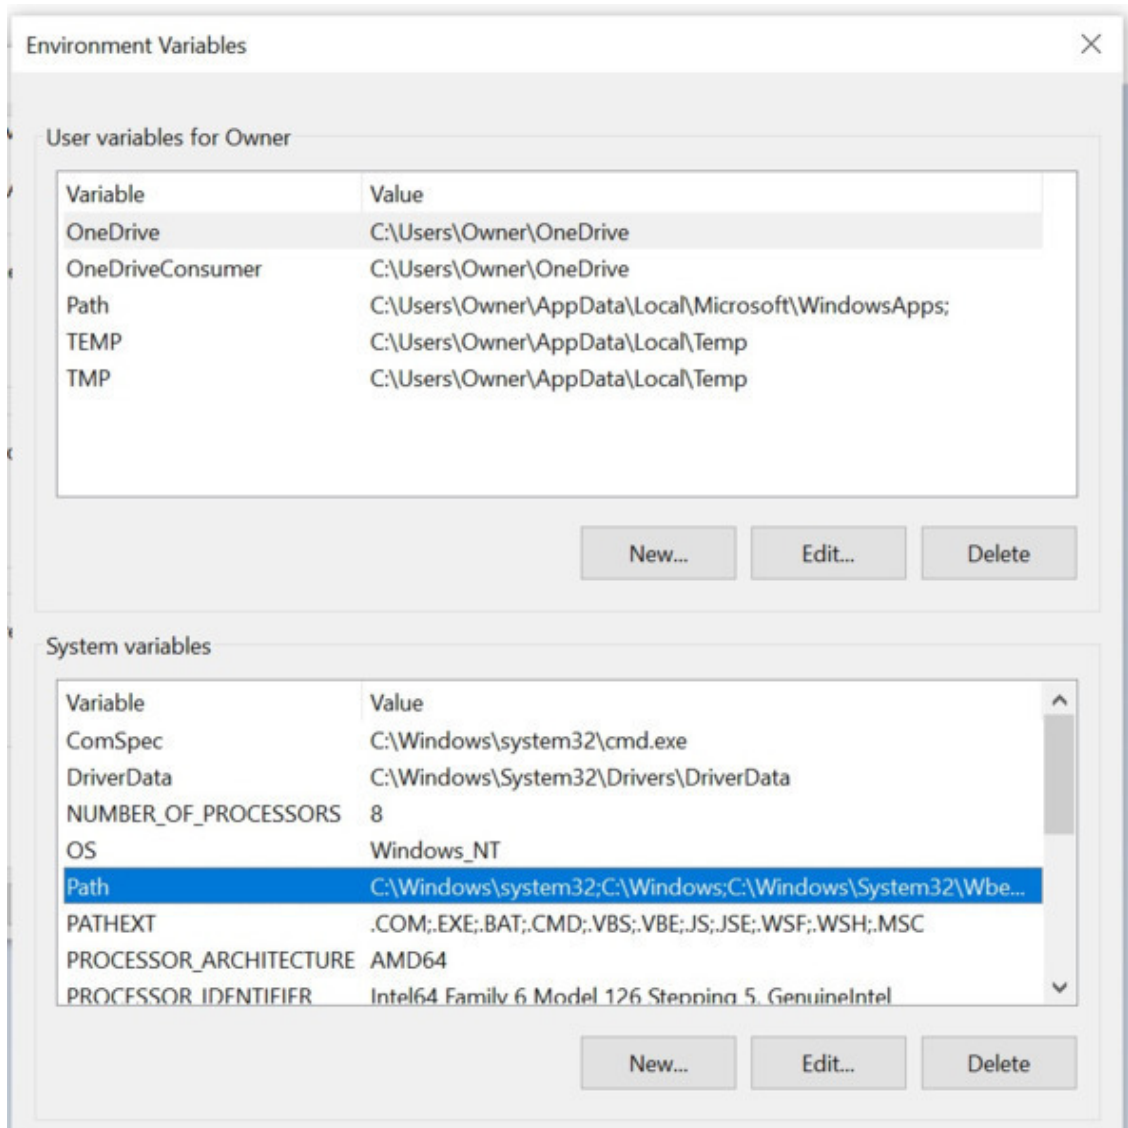 Environment Variables
User variables for Owner
Variable Value
OneDrive C:\Users\Owner\OneDrive
OneDriveConsumer C:\Users\Owner\OneDrive
Path C:\Users\Owner\AppData\Local\Microsoft\WindowsApps;
TEMP C:\Users\Owner\AppData\Local\Temp
TMP C:\Users\Owner\AppData\Local\Temp
New... Edit... Delete
System variables
Variable Value
ComSpec C:\Windows\system32\cmd.exe
DriverData C:\Windows\System32\Drivers\DriverData
NUMBER_OF_PROCESSORS 8
OS Windows_NT
Path C:\Windows\system32;C:\Windows;C:\Windows\System32\Wbe...
PATHEXT .COM;.EXE;.BAT;.CMD;.VBS;.VBE;.JS;.JSE;.WSF;.WSH;.MSC
PROCESSOR_ARCHITECTURE AMD64
PROCESSOR_IDENTIFIER Intel64 Family 6 Model 126 Stepping 5, GenuineIntel
New... Edit... Delete